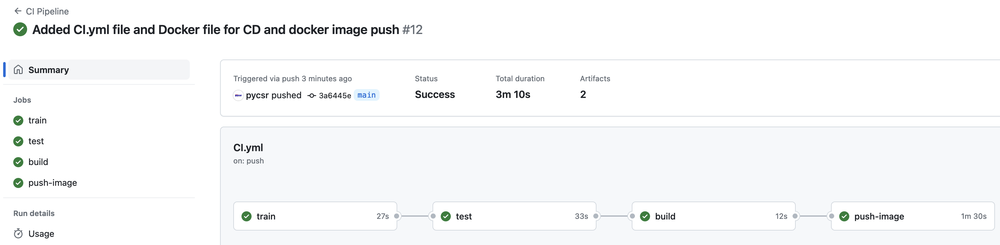 CI Pipeline
Added CI.yml file and Docker file for CD and docker image push #12
Summary
Jobs
train
test
build
push-image
Run details
Usage
Triggered via push 3 minutes ago
pycsr
pycsr pushed 3a6445e main
Status
Success
Total duration
3m 10s
Artifacts
2
CI.yml
on: push
train 27s
test 33s
build 12s
push-image 1m 30s